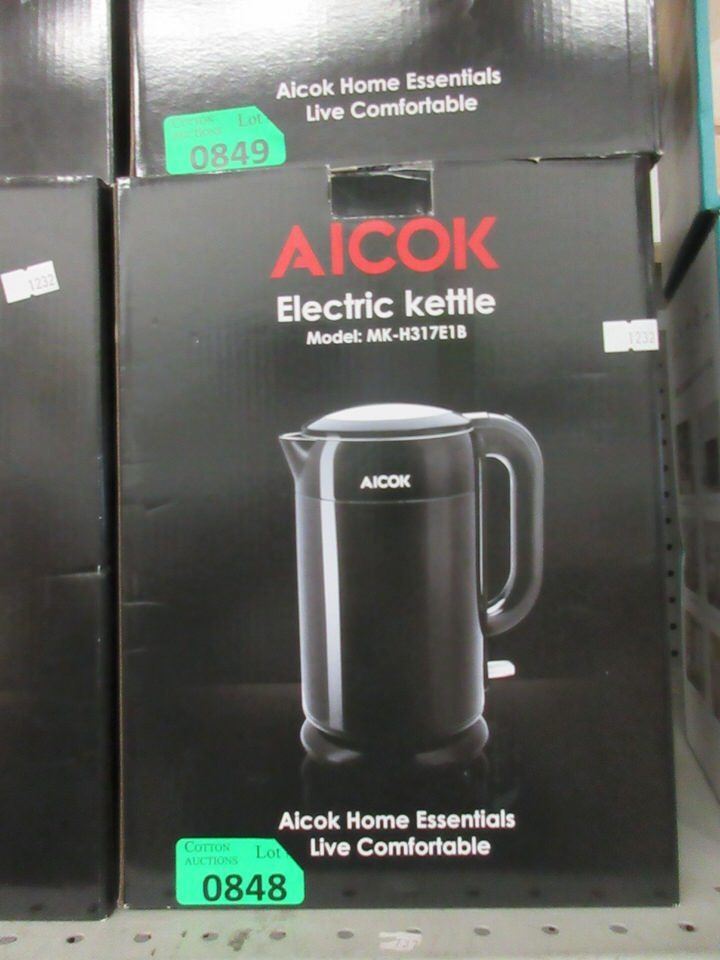 Aicok Home Essentials
Live Comfortable
COTTON
AUCTIONS
Lot
0849
1232
AICOK
Electric kettle
Model: MK-H317E1B
1232
AICOK
Aicok Home Essentials
Live Comfortable
COTTON
AUCTIONS
Lot
0848